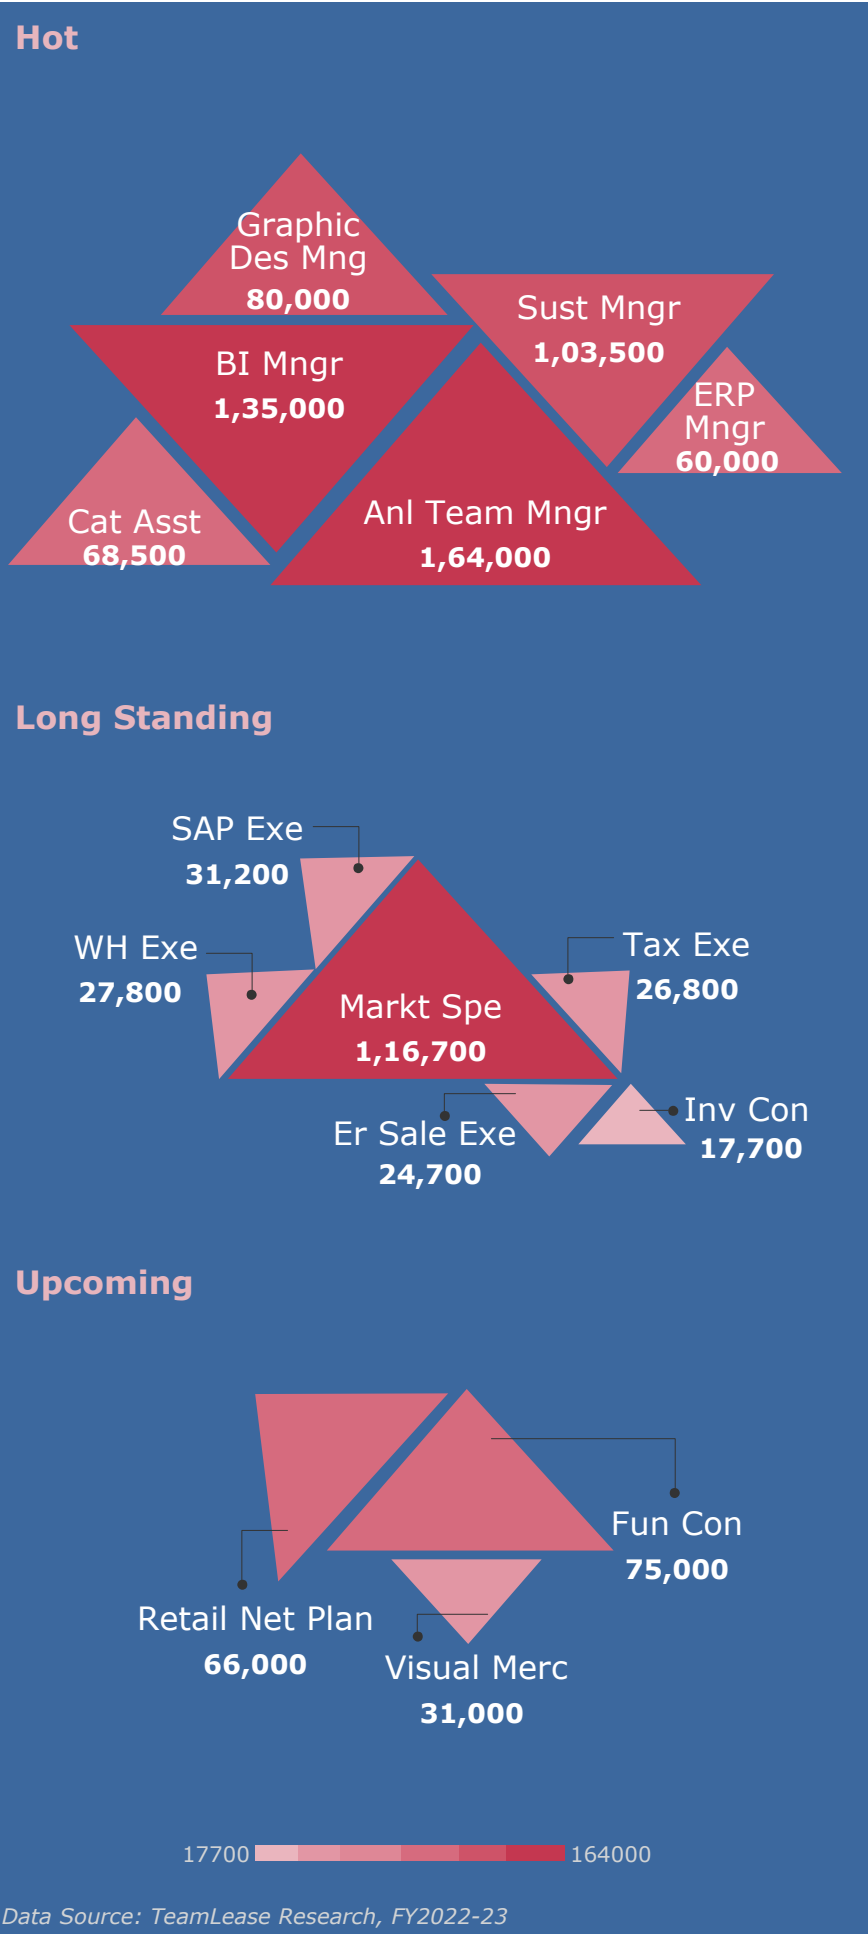 Hot
Graphic
Des Mng
80,000
Sust Mngr
1,03,500
BI Mngr
1,35,000
ERP
Mngr
60,000
Cat Asst
68,500
Anl Team Mngr
1,64,000
Long Standing
SAP Exe
31,200
WH Exe
27,800
Tax Exe
26,800
Markt Spe
1,16,700
Er Sale Exe
24,700
Inv Con
17,700
Upcoming
Fun Con
75,000
Retail Net Plan
66,000
Visual Merc
31,000
17700 164000
Data Source: TeamLease Research, FY2022-23